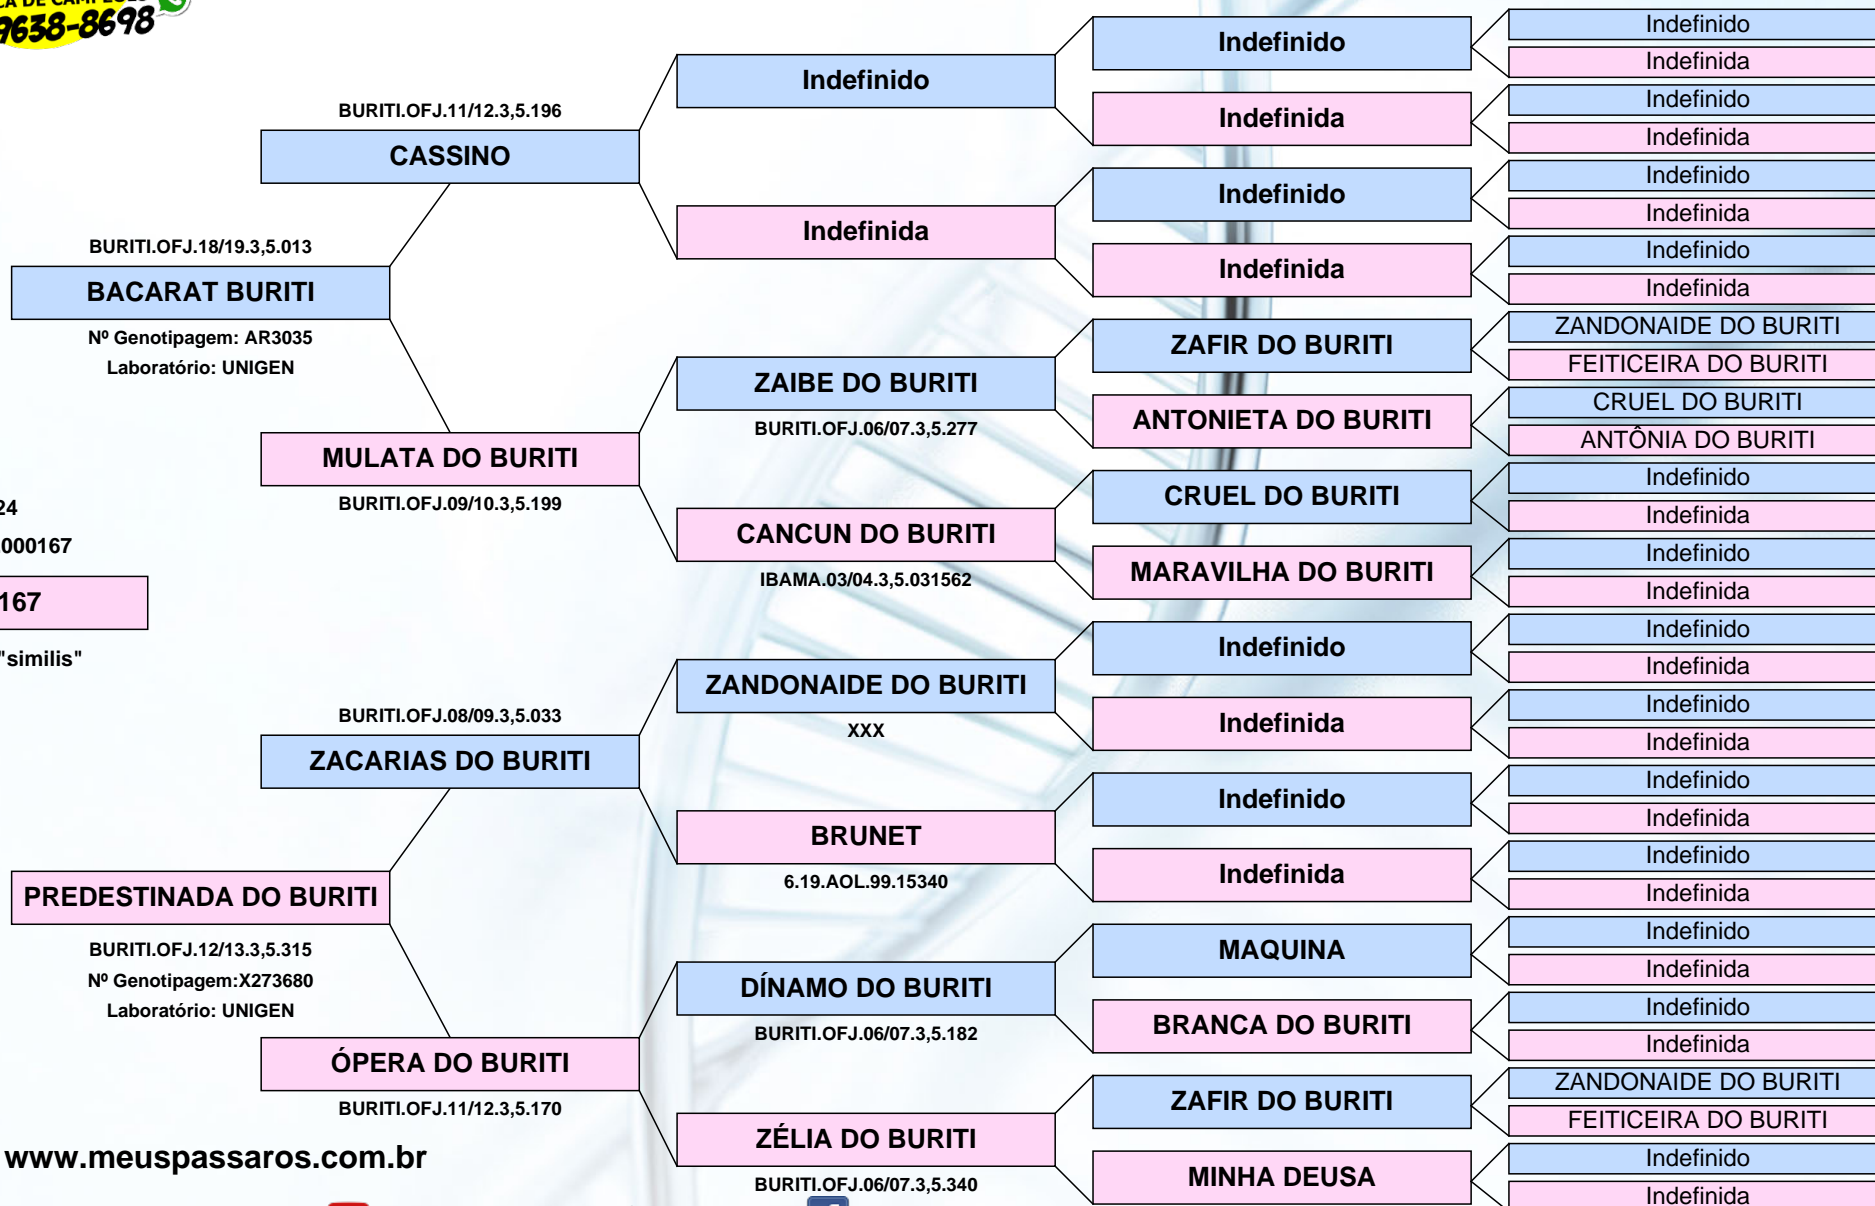 9638-8698
24
000167
167
"similis"
BURITI.OFJ.18/19.3,5.013
BACARAT BURITI
Nº Genotipagem: AR3035
Laboratório: UNIGEN
PREDESTINADA DO BURITI
BURITI.OFJ.12/13.3,5.315
Nº Genotipagem:X273680
Laboratório: UNIGEN
BURITI.OFJ.11/12.3,5.196
CASSINO
MULATA DO BURITI
BURITI.OFJ.09/10.3,5.199
BURITI.OFJ.08/09.3,5.033
ZACARIAS DO BURITI
ÓPERA DO BURITI
BURITI.OFJ.11/12.3,5.170
Indefinido
Indefinida
ZAIBE DO BURITI
BURITI.OFJ.06/07.3,5.277
CANCUN DO BURITI
IBAMA.03/04.3,5.031562
ZANDONAIDE DO BURITI
XXX
BRUNET
6.19.AOL.99.15340
DÍNAMO DO BURITI
BURITI.OFJ.06/07.3,5.182
ZÉLIA DO BURITI
BURITI.OFJ.06/07.3,5.340
Indefinido
Indefinida
Indefinido
Indefinida
ZAFIR DO BURITI
ANTONIETA DO BURITI
CRUEL DO BURITI
MARAVILHA DO BURITI
Indefinido
Indefinida
Indefinido
Indefinida
MAQUINA
BRANCA DO BURITI
ZAFIR DO BURITI
MINHA DEUSA
Indefinido
Indefinida
Indefinido
Indefinida
Indefinido
Indefinida
Indefinido
Indefinida
ZANDONAIDE DO BURITI
FEITICEIRA DO BURITI
CRUEL DO BURITI
ANTÔNIA DO BURITI
Indefinido
Indefinida
Indefinido
Indefinida
Indefinido
Indefinida
Indefinido
Indefinida
Indefinido
Indefinida
Indefinido
Indefinida
Indefinido
Indefinida
Indefinido
Indefinida
ZANDONAIDE DO BURITI
FEITICEIRA DO BURITI
Indefinido
Indefinida
www.meuspassaros.com.br